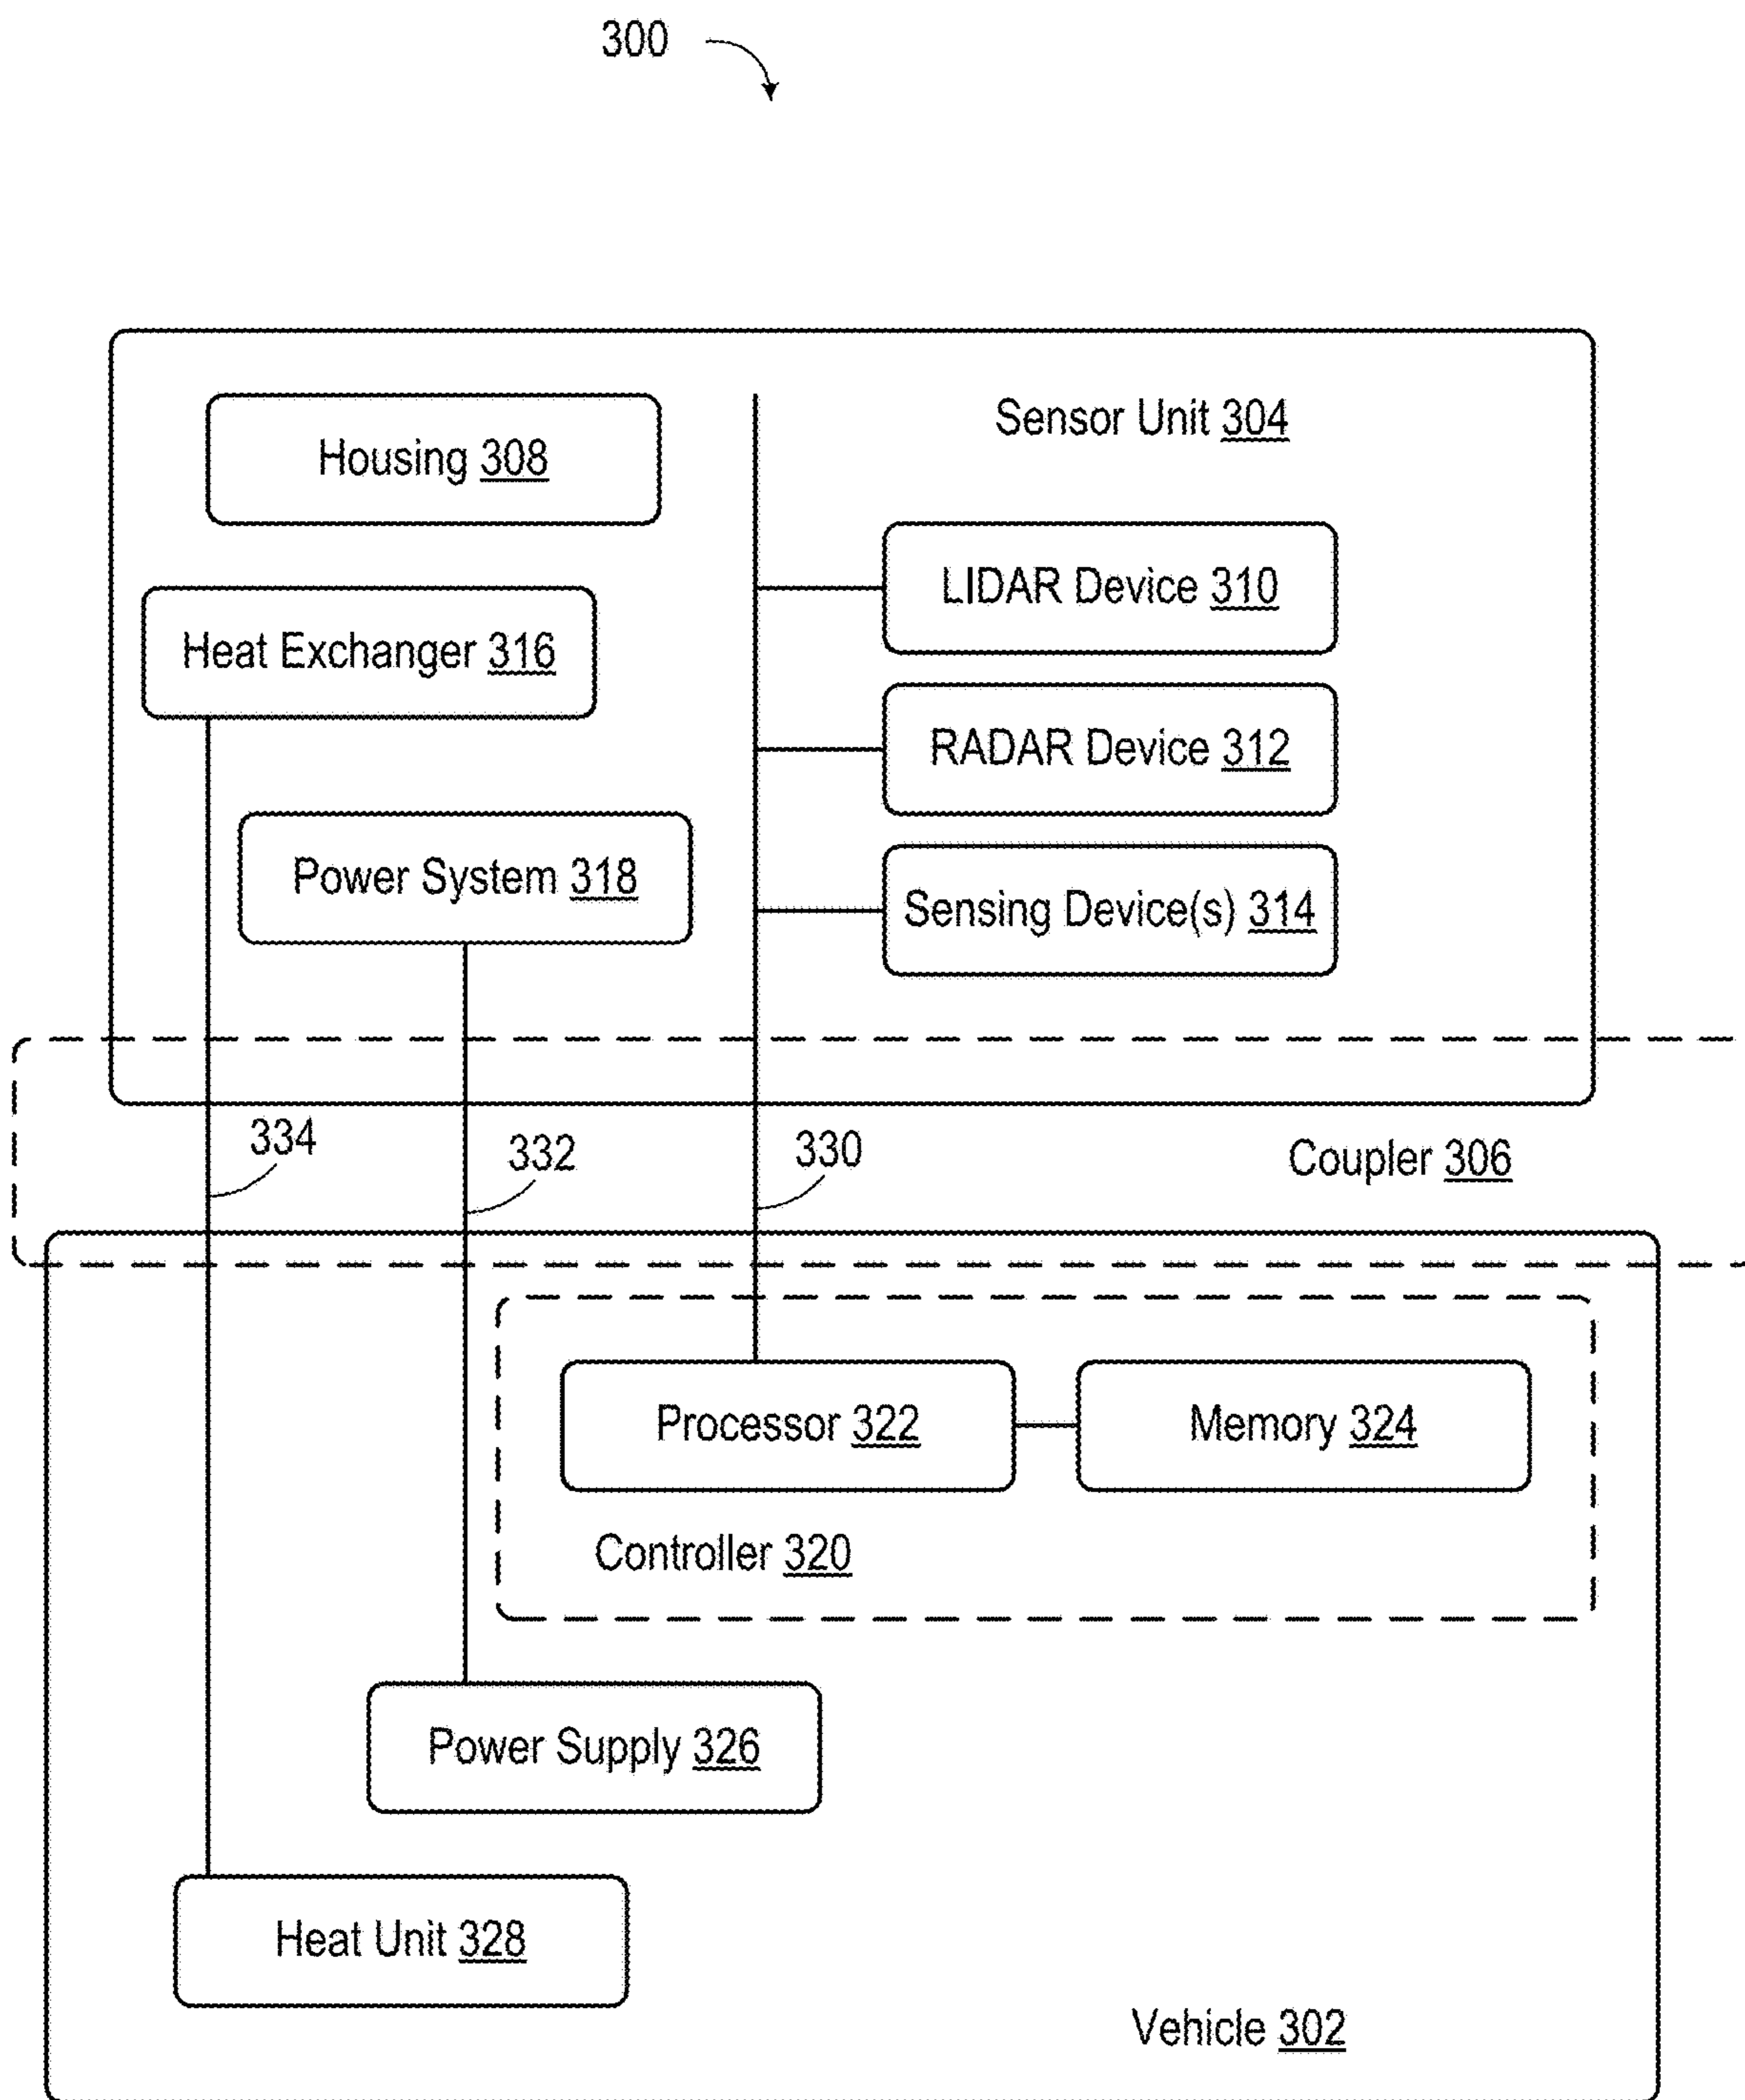 300
Sensor Unit 304
Housing 308
LIDAR Device 310
Heat Exchanger 316
RADAR Device 312
Power System 318
Sensing Device(s) 314
334
332
330
Coupler 306
Processor 322
Memory 324
Controller 320
Power Supply 326
Heat Unit 328
Vehicle 302